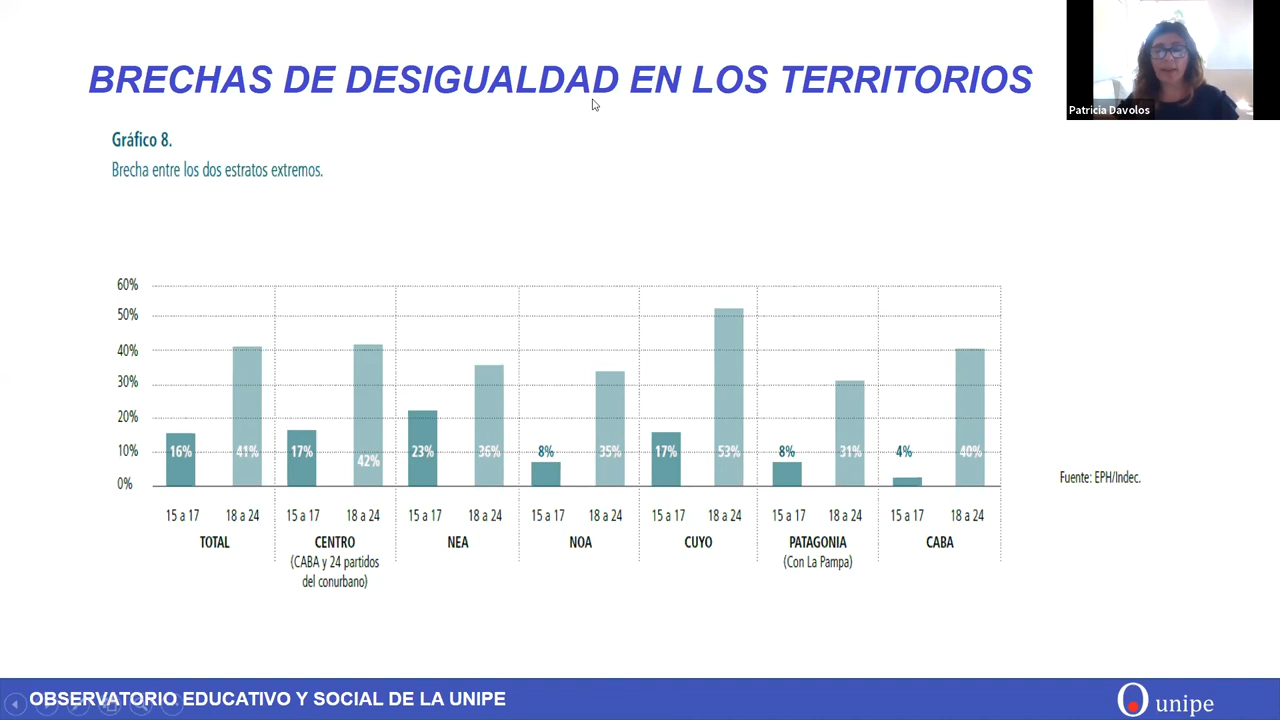 BRECHAS DE DESIGUALDAD EN LOS TERRITORIOS
Patricia Davolos
Gráfico 8.
Brecha entre los dos estratos extremos.
60%
50%
40%
30%
20%
10%
0%
16% 41% 17% 42% 23% 36% 8% 35% 17% 53% 8% 31% 4% 40%
Fuente: EPH/Indec.
15 a 17 18 a 24 15 a 17 18 a 24 15 a 17 18 a 24 15 a 17 18 a 24 15 a 17 18 a 24 15 a 17 18 a 24 15 a 17 18 a 24
TOTAL CENTRO NEA NOA CUYO PATAGONIA CABA
(CABA y 24 partidos (Con La Pampa)
del conurbano)
OBSERVATORIO EDUCATIVO Y SOCIAL DE LA UNIPE
unipe